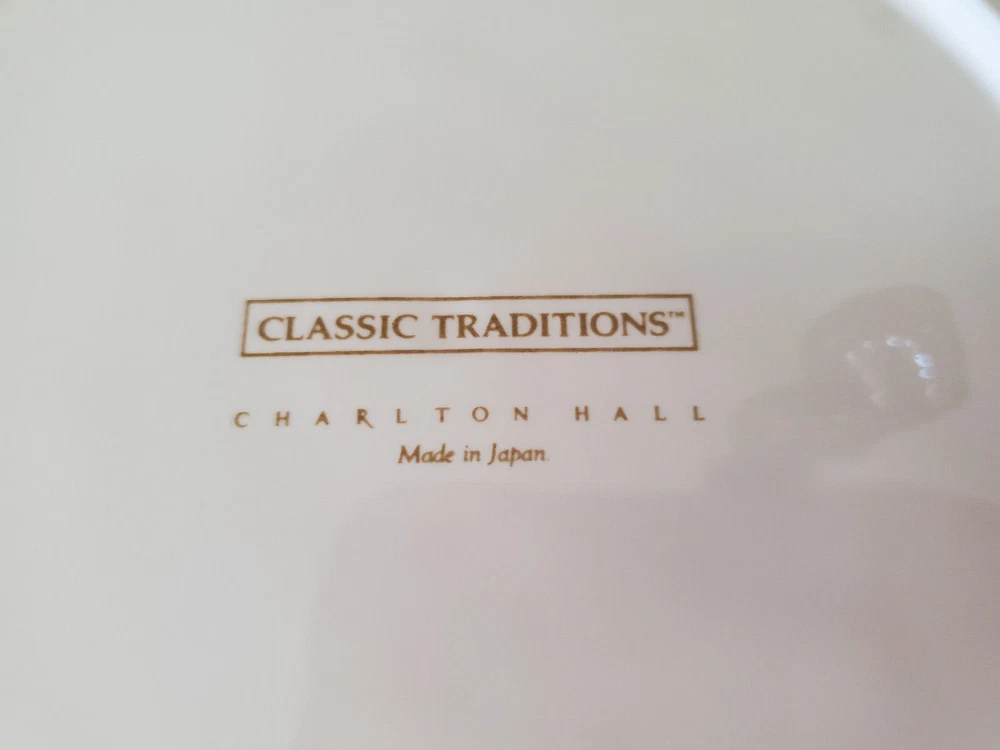 CLASSIC TRADITIONS™
CHARLTON HALL
Made in Japan.